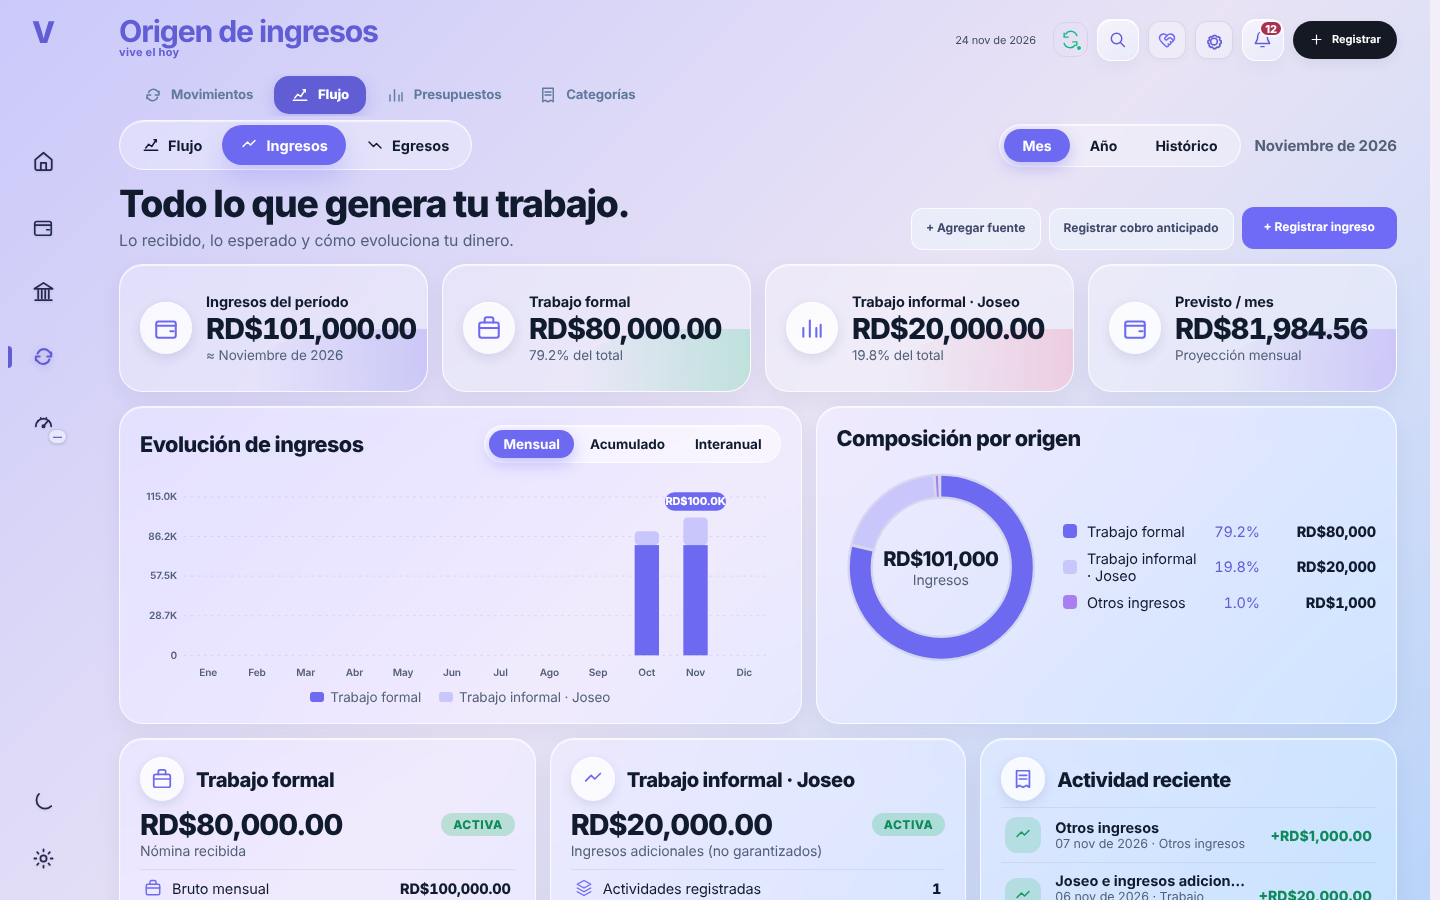 V
Origen de ingresos
vive el hoy
24 nov de 2026
12
+ Registrar
Movimientos
Flujo
Presupuestos
Categorías
Flujo
Ingresos
Egresos
Mes
Año
Histórico
Noviembre de 2026
Todo lo que genera tu trabajo.
Lo recibido, lo esperado y cómo evoluciona tu dinero.
+ Agregar fuente
Registrar cobro anticipado
+ Registrar ingreso
Ingresos del período
RD$101,000.00
≈ Noviembre de 2026
Trabajo formal
RD$80,000.00
79.2% del total
Trabajo informal · Joseo
RD$20,000.00
19.8% del total
Previsto / mes
RD$81,984.56
Proyección mensual
Evolución de ingresos
Mensual
Acumulado
Interanual
115.0K
86.2K
57.5K
28.7K
0
RD$100.0K
Ene
Feb
Mar
Abr
May
Jun
Jul
Ago
Sep
Oct
Nov
Dic
Trabajo formal
Trabajo informal · Joseo
Composición por origen
RD$101,000
Ingresos
Trabajo formal 79.2% RD$80,000
Trabajo informal
· Joseo
19.8% RD$20,000
Otros ingresos 1.0% RD$1,000
Trabajo formal
RD$80,000.00
ACTIVA
Nómina recibida
Bruto mensual RD$100,000.00
Trabajo informal · Joseo
RD$20,000.00
ACTIVA
Ingresos adicionales (no garantizados)
Actividades registradas 1
Actividad reciente
Otros ingresos
07 nov de 2026 · Otros ingresos
+RD$1,000.00
Joseo e ingresos adicion...
06 nov de 2026 · Trabajo
+RD$20,000.00